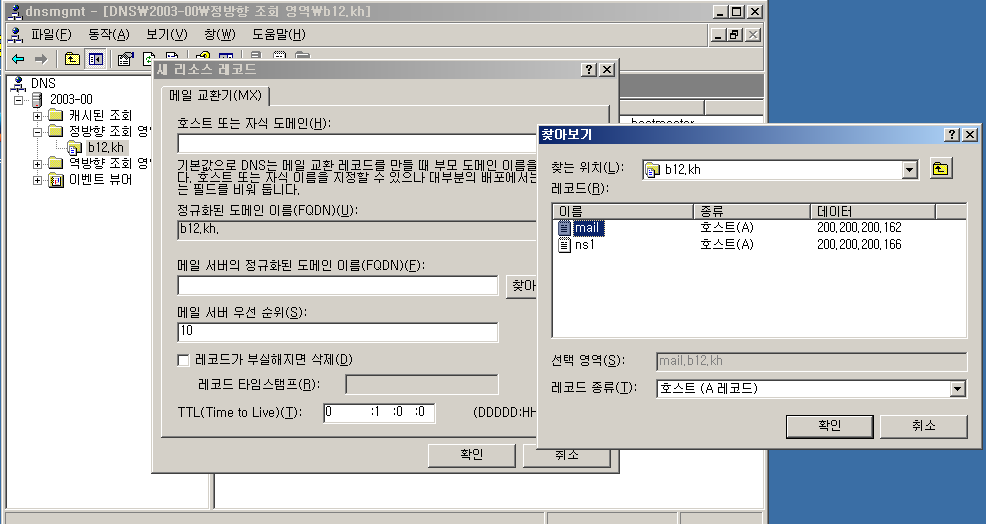 dnsmgmt - [DNS₩2003-00₩정방향 조회 영역₩b12.kh]
파일(F) 동작(A) 보기(V) 창(W) 도움말(H)
DNS
2003-00
캐시된 조회
정방향 조회 영
b12.kh
역방향 조회 영
이벤트 뷰어
새 리소스 레코드
메일 교환기(MX)
호스트 또는 자식 도메인(H):
기본값으로 DNS는 메일 교환 레코드를 만들 때 부모 도메인 이름을
다. 호스트 또는 자식 이름을 지정할 수 있으나 대부분의 배포에서는
는 필드를 비워 둡니다.
정규화된 도메인 이름(FQDN)(U):
b12.kh.
메일 서버의 정규화된 도메인 이름(FQDN)(F):
찾아
메일 서버 우선 순위(S):
10
레코드가 부실해지면 삭제(D)
레코드 타임스탬프(R):
TTL(Time to Live)(T): 0 :1 :0 :0 (DDDDD:HH
확인 취소
찾아보기
찾는 위치(L): b12.kh
레코드(R):
이름 종류 데이터
mail 호스트(A) 200.200.200.162
ns1 호스트(A) 200.200.200.166
선택 영역(S): mail.b12.kh
레코드 종류(T): 호스트 (A 레코드)
확인 취소